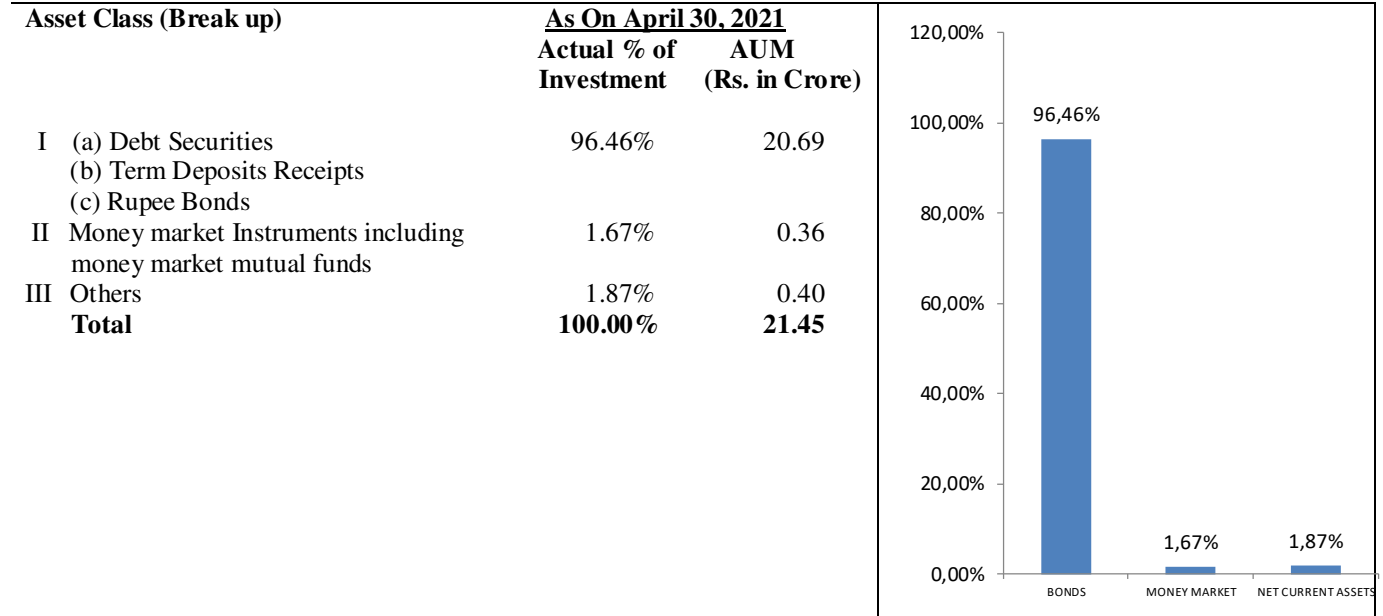 Asset Class (Break up) As On April 30, 2021
Actual % of AUM
Investment (Rs. in Crore)
I (a) Debt Securities 96.46% 20.69
(b) Term Deposits Receipts
(c) Rupee Bonds
II Money market Instruments including 1.67% 0.36
money market mutual funds
III Others 1.87% 0.40
Total 100.00% 21.45
120,00%
100,00%
80,00%
60,00%
40,00%
20,00%
0,00%
96,46%
1,67% 1,87%
BONDS MONEY MARKET NET CURRENT ASSETS